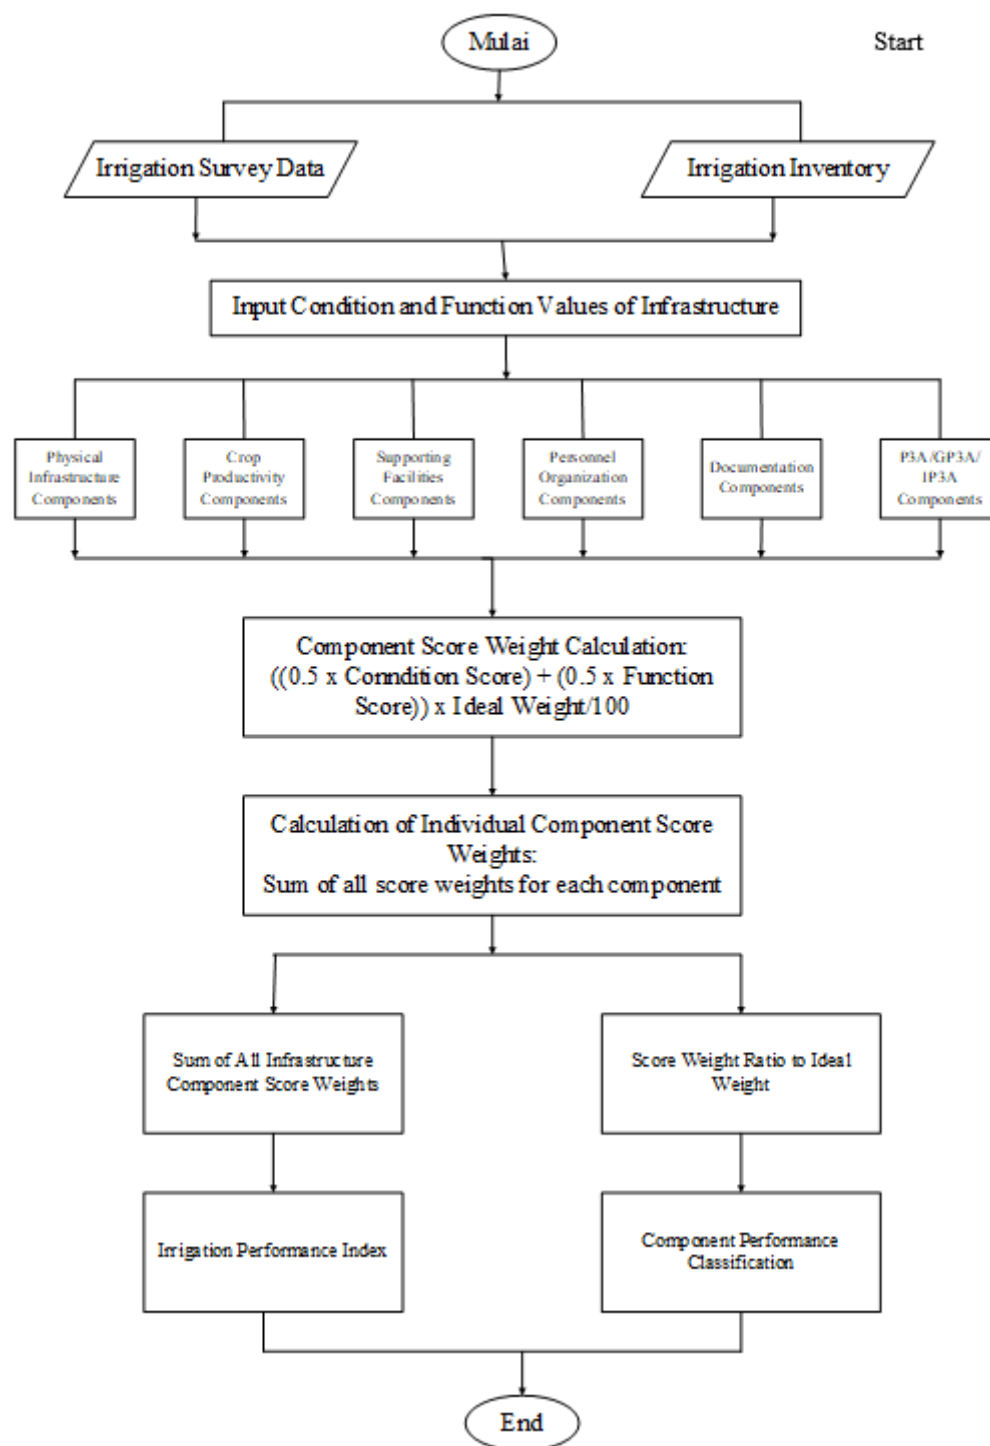 Mulai
Start
Irrigation Survey Data
Irrigation Inventory
Input Condition and Function Values of Infrastructure
Physical
Infrastructure
Components
Crop
Productivity
Components
Supporting
Facilities
Components
Personnel
Organization
Components
Documentation
Components
P3A/GP3A/
IP3A
Components
Component Score Weight Calculation:
((0.5 x Conndition Score) + (0.5 x Function
Score)) x Ideal Weight/100
Calculation of Individual Component Score
Weights:
Sum of all score weights for each component
Sum of All Infrastructure
Component Score Weights
Score Weight Ratio to Ideal
Weight
Irrigation Performance Index
Component Performance
Classification
End